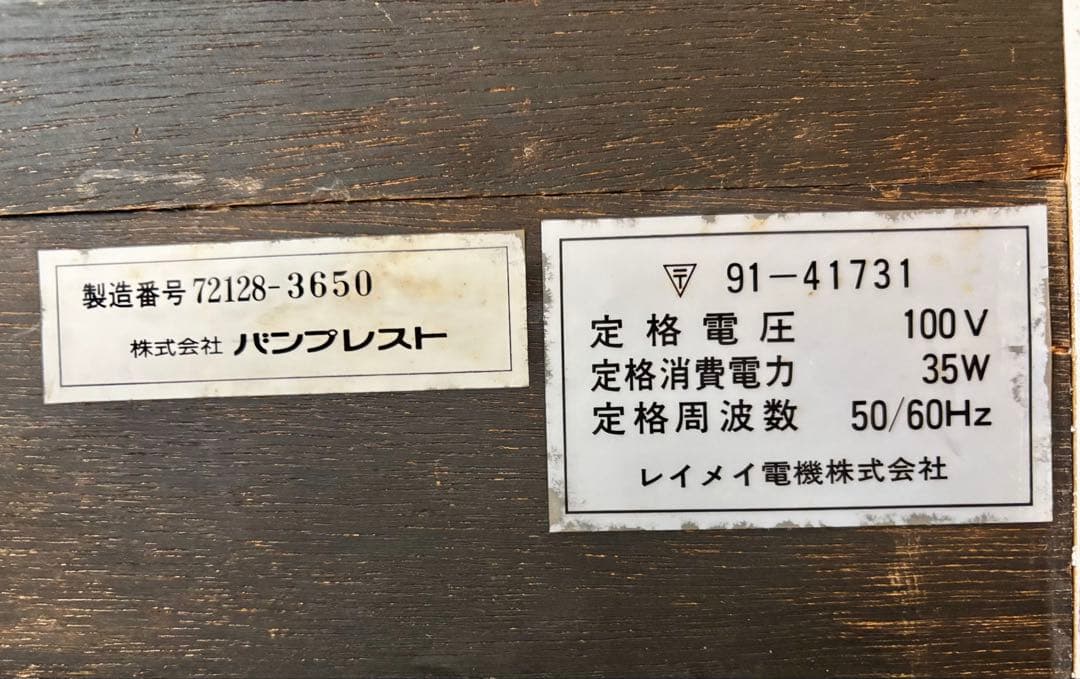 製造番号 72128-3650
株式会社 バンプレスト
〒 91-41731
定格電圧 100V
定格消費電力 35W
定格周波数 50/60Hz
レイメイ電機株式会社